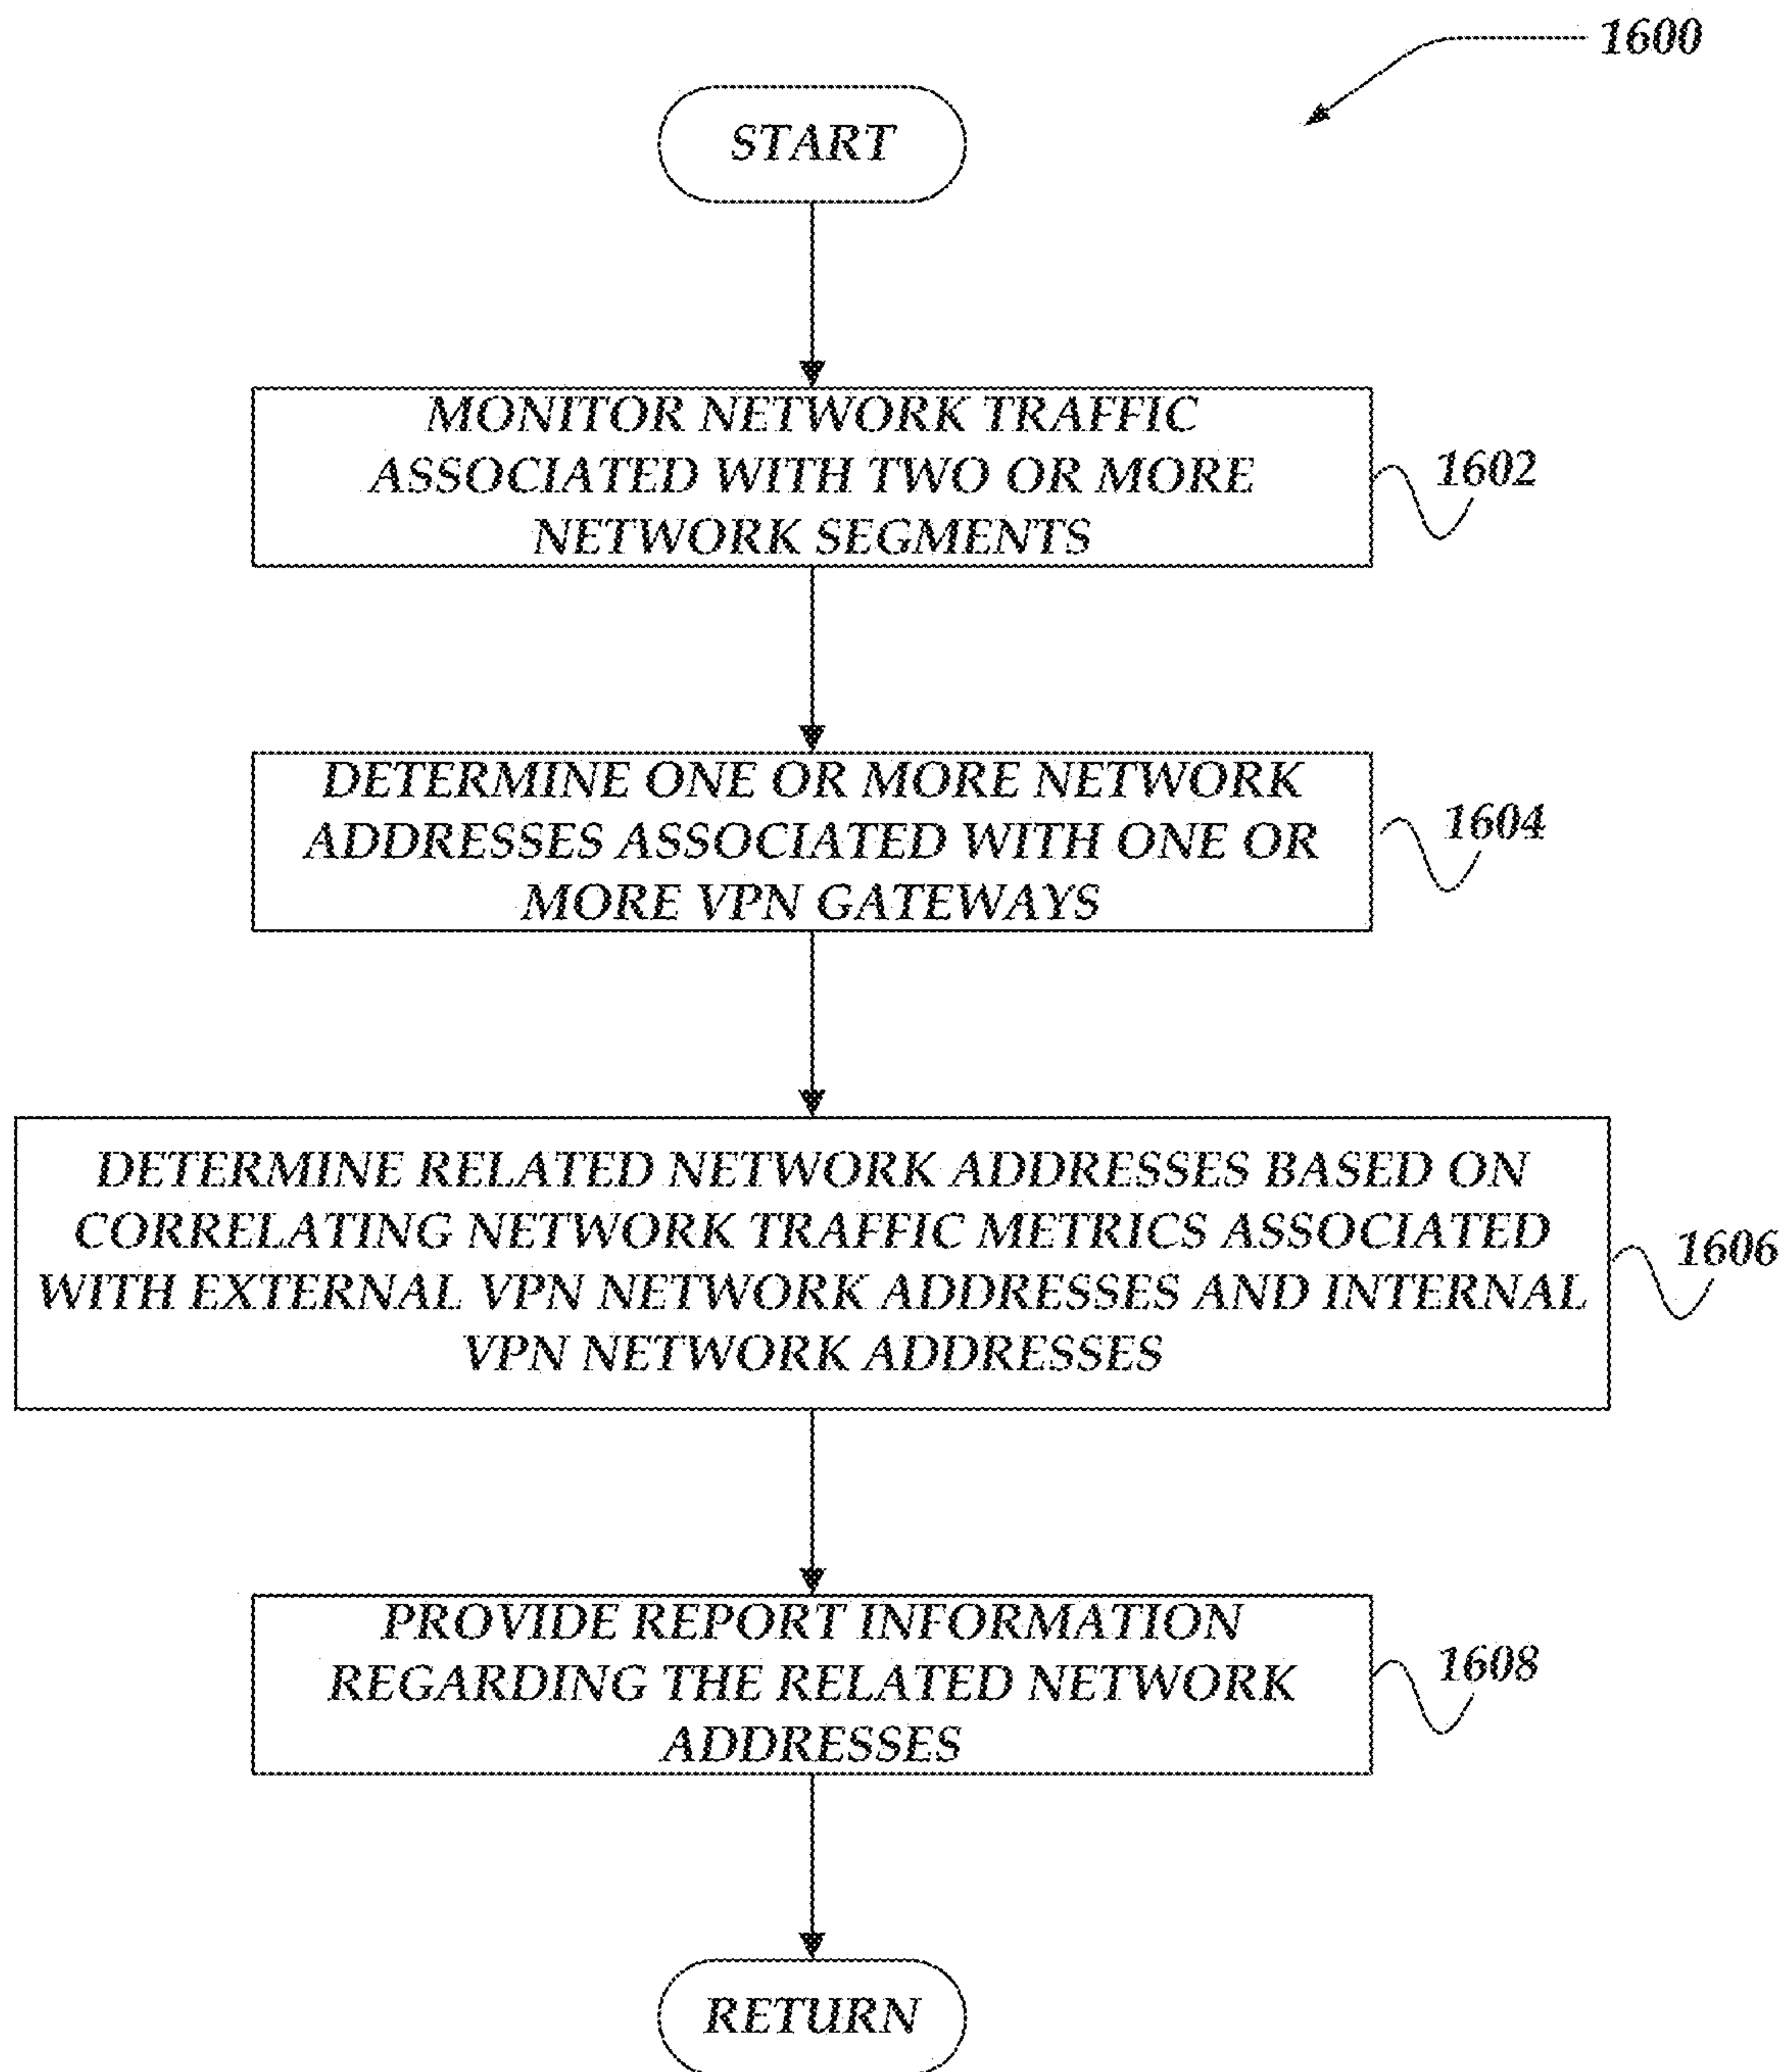 1600
START
MONITOR NETWORK TRAFFIC
ASSOCIATED WITH TWO OR MORE
NETWORK SEGMENTS
1602
DETERMINE ONE OR MORE NETWORK
ADDRESSES ASSOCIATED WITH ONE OR
MORE VPN GATEWAYS
1604
DETERMINE RELATED NETWORK ADDRESSES BASED ON
CORRELATING NETWORK TRAFFIC METRICS ASSOCIATED
WITH EXTERNAL VPN NETWORK ADDRESSES AND INTERNAL
VPN NETWORK ADDRESSES
1606
PROVIDE REPORT INFORMATION
REGARDING THE RELATED NETWORK
ADDRESSES
1608
RETURN